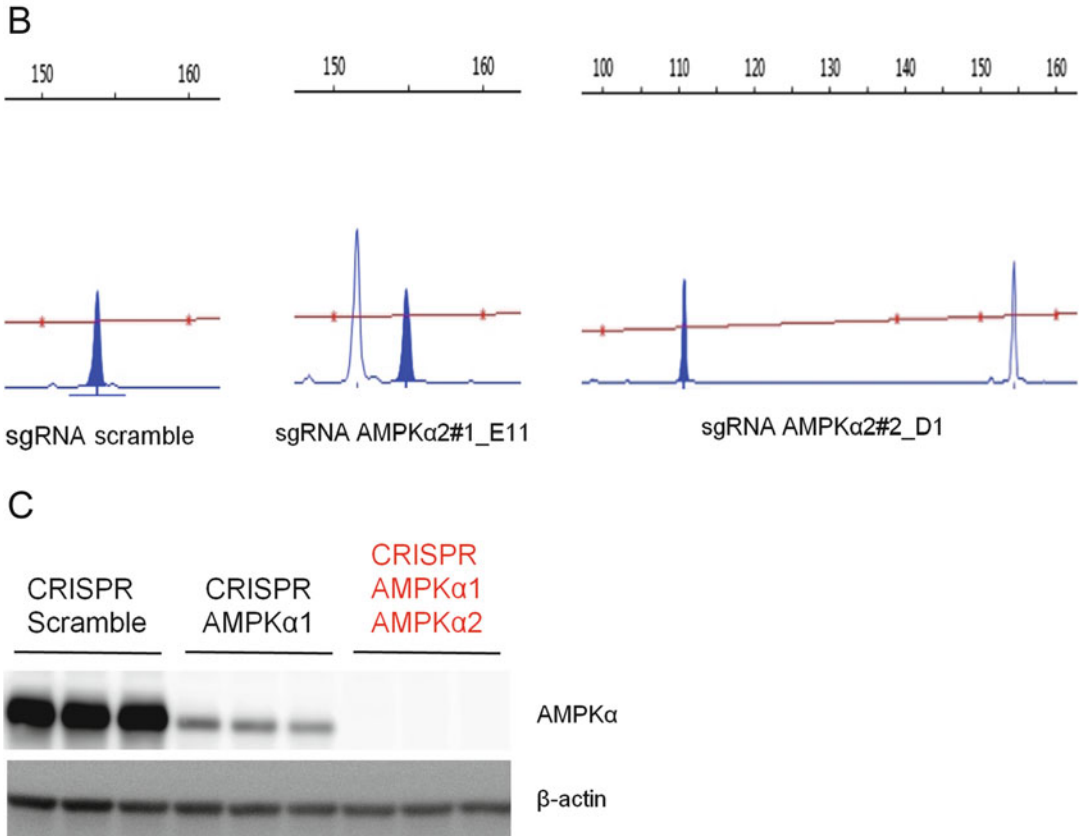 B
150 160
150 160
100 110 120 130 140 150 160
sgRNA scramble
sgRNA AMPKα2#1_E11
sgRNA AMPKα2#2_D1
C
CRISPR
Scramble
CRISPR
AMPKα1
CRISPR
AMPKα1
AMPKα2
AMPKα
β-actin